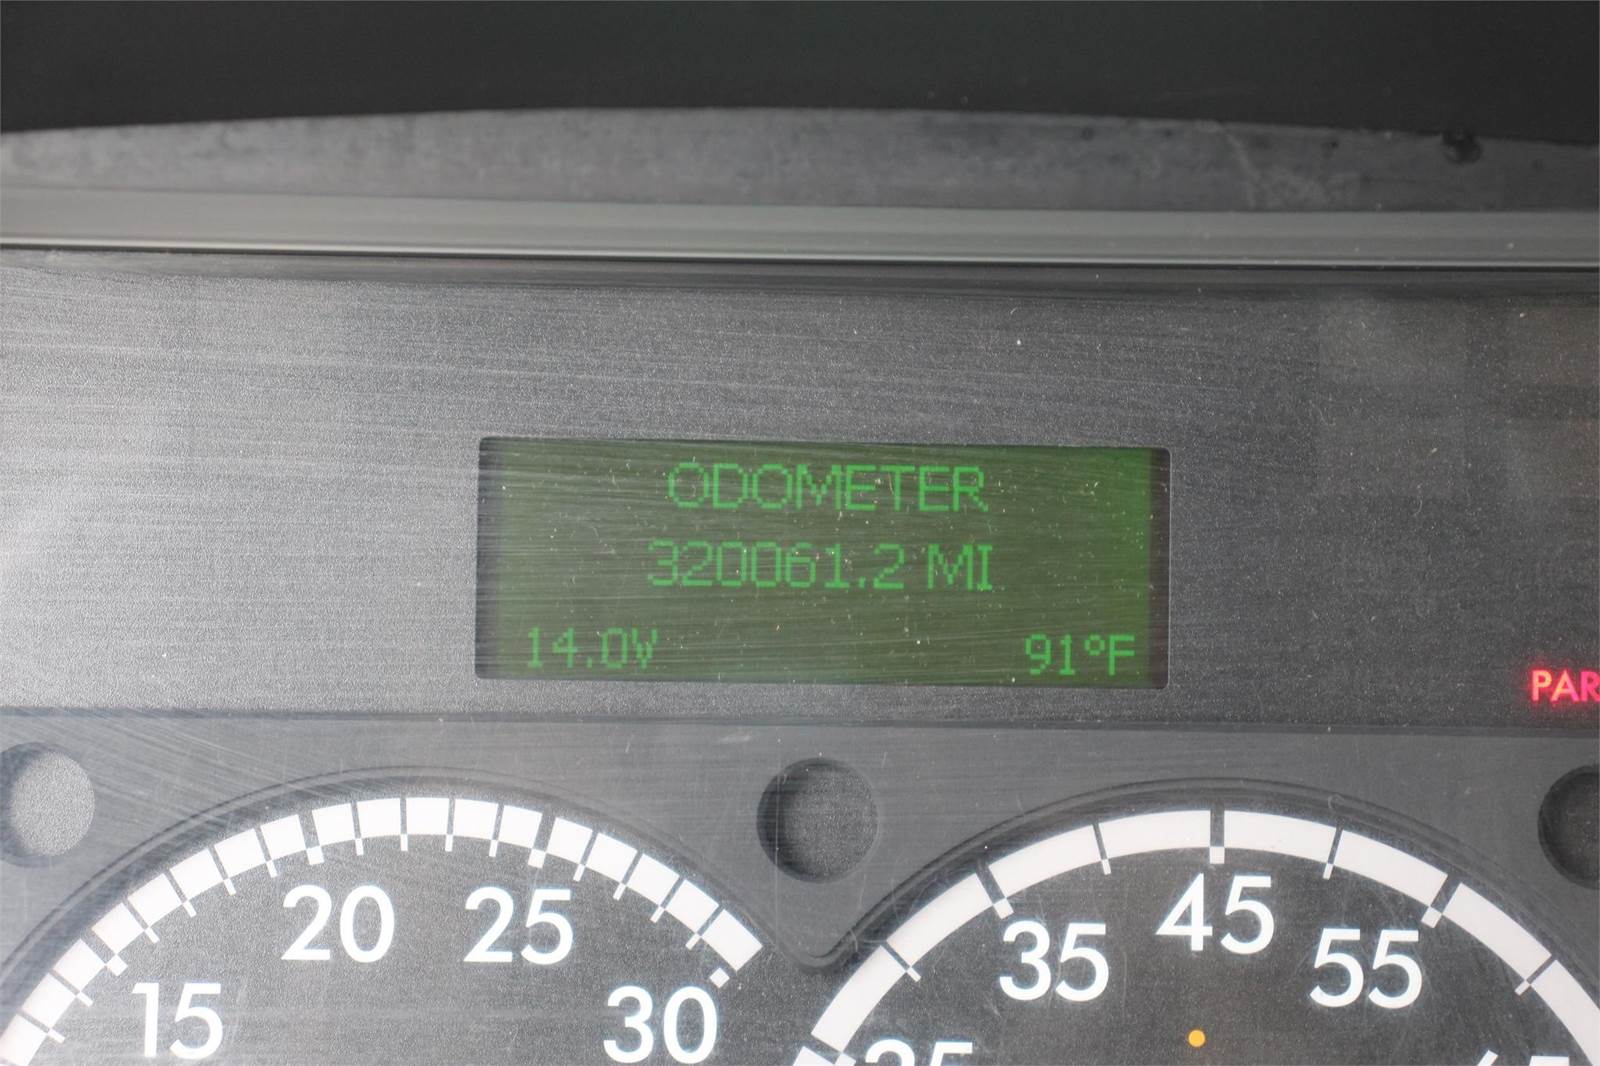 ODOMETER
320061.2 MI
14.0V 91°F
PAR
20 25
15 30
45
35 55